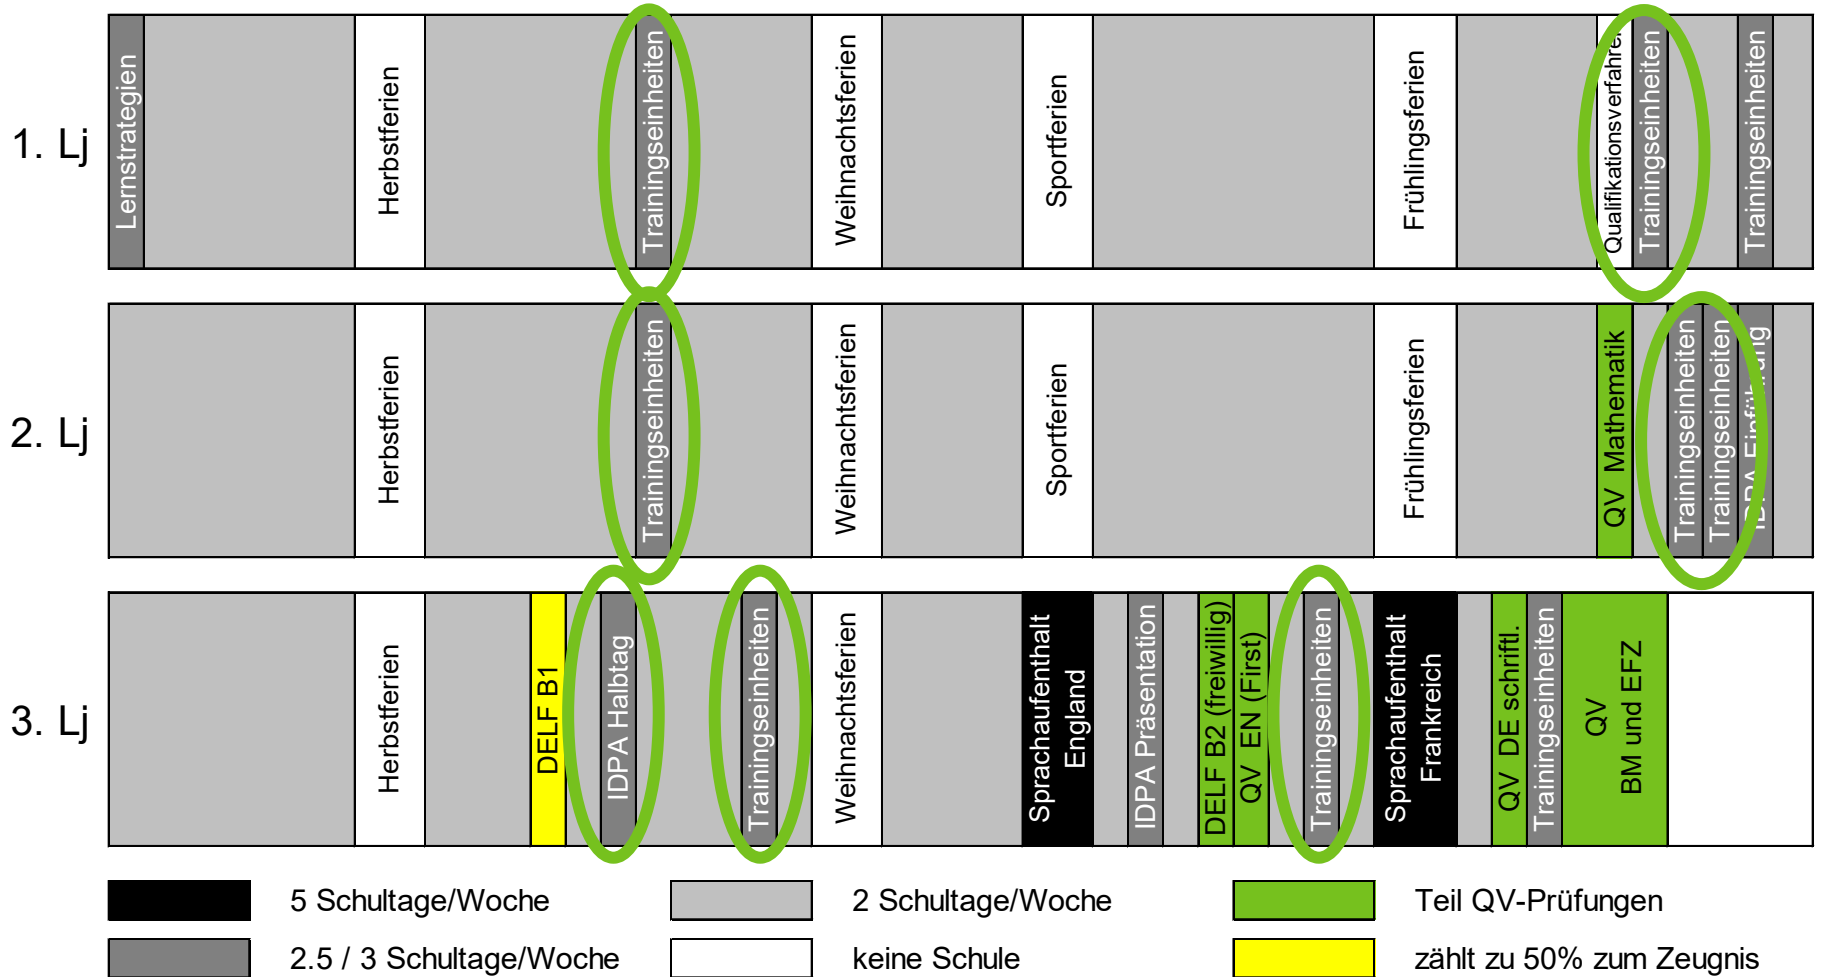 1. Lj
Lernstrategien
Herbstferien
Trainingseinheiten
Weihnachtsferien
Sportferien
Frühlingsferien
Qualifikationsverfahren
Trainingseinheiten
Trainingseinheiten
2. Lj
Herbstferien
Trainingseinheiten
Weihnachtsferien
Sportferien
Frühlingsferien
QV Mathematik
Trainingseinheiten
Trainingseinheiten
IDPA Einführung
3. Lj
Herbstferien
DELF B1
IDPA Halbtag
Trainingseinheiten
Weihnachtsferien
Sprachaufenthalt
England
IDPA Präsentation
DELF B2 (freiwillig)
QV EN (First)
Trainingseinheiten
Sprachaufenthalt
Frankreich
QV DE schriftl.
Trainingseinheiten
QV
BM und EFZ
5 Schultage/Woche
2 Schultage/Woche
Teil QV-Prüfungen
2.5 / 3 Schultage/Woche
keine Schule
zählt zu 50% zum Zeugnis